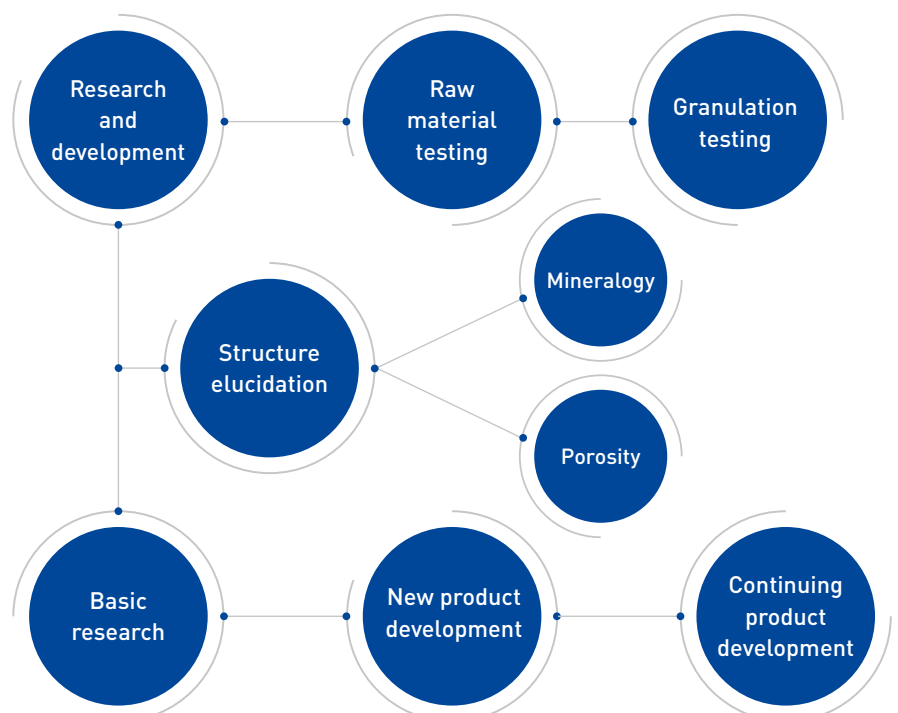 Research
and
development
Raw
material
testing
Granulation
testing
Mineralogy
Structure
elucidation
Porosity
Basic
research
New product
development
Continuing
product
development